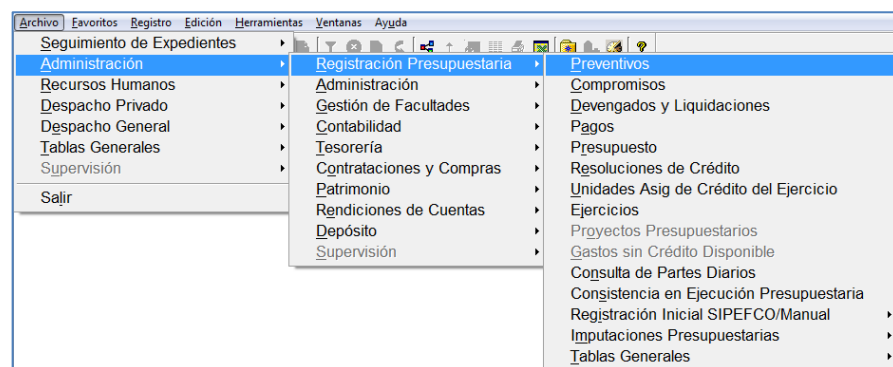 Archivo Favoritos Registro Edición Herramientas Ventanas Ayuda
Seguimiento de Expedientes
Administración
Recursos Humanos
Despacho Privado
Despacho General
Tablas Generales
Supervisión
Salir
Registración Presupuestaria
Administración
Gestión de Facultades
Contabilidad
Tesorería
Contrataciones y Compras
Patrimonio
Rendiciones de Cuentas
Depósito
Supervisión
Preventivos
Compromisos
Devengados y Liquidaciones
Pagos
Presupuesto
Resoluciones de Crédito
Unidades Asig de Crédito del Ejercicio
Ejercicios
Proyectos Presupuestarios
Gastos sin Crédito Disponible
Consulta de Partes Diarios
Consistencia en Ejecución Presupuestaria
Registración Inicial SIPEFCO/Manual
Imputaciones Presupuestarias
Tablas Generales